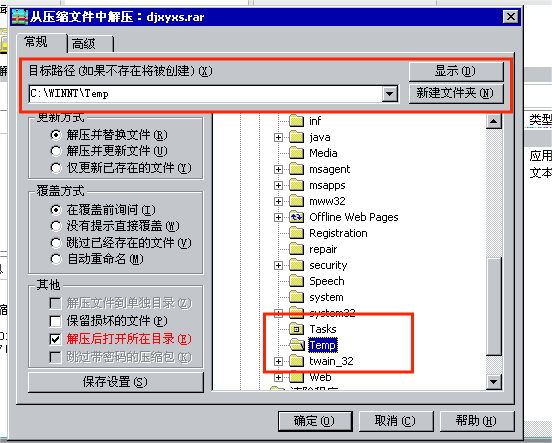 从压缩文件中解压:djxyxs.rar
常规
高级
目标路径(如果不存在将被创建)(X)
显示(D)
C:\WINNT\Temp
新建文件夹(N)
更新方式
解压并替换文件(R)
解压并更新文件(U)
仅更新已存在的文件(Y)
覆盖方式
在覆盖前询问(I)
没有提示直接覆盖(W)
跳过已经存在的文件(V)
自动重命名(M)
其他
解压文件到单独目录(Z)
保留损坏的文件(P)
解压后打开所在目录(E)
跳过带密码的压缩包(K)
保存设置(S)
inf
java
Media
msagent
msapps
mww32
Offline Web Pages
Registration
repair
security
Speech
system
system32
Tasks
Temp
twain_32
Web
确定(O)
取消(C)
帮助(H)
类型
应用
文本